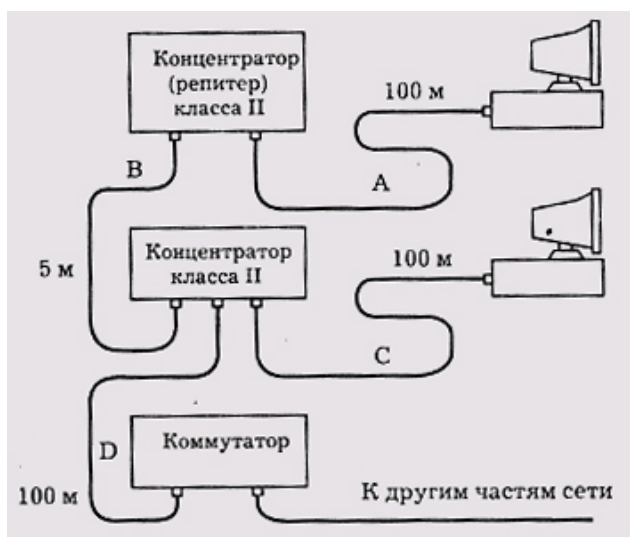 Концентратор
(репитер)
класса II
100 м
B
A
5 м
Концентратор
класса II
100 м
C
D
Коммутатор
100 м
К другим частям сети